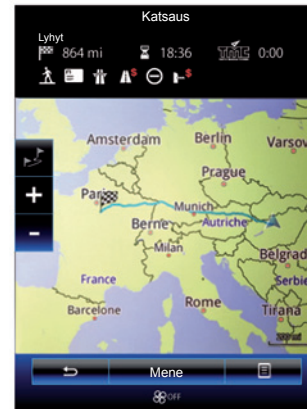 Katsaus
Lyhyt
864 mi 18:36 TMC 0:00
$ $
Amsterdam Berlin Varsov
Prague
+
Paris
Munich
- Berne Autriche
Milan
Belgrad
France Serbie
Barcelone Rome Tirana
Mene
OFF